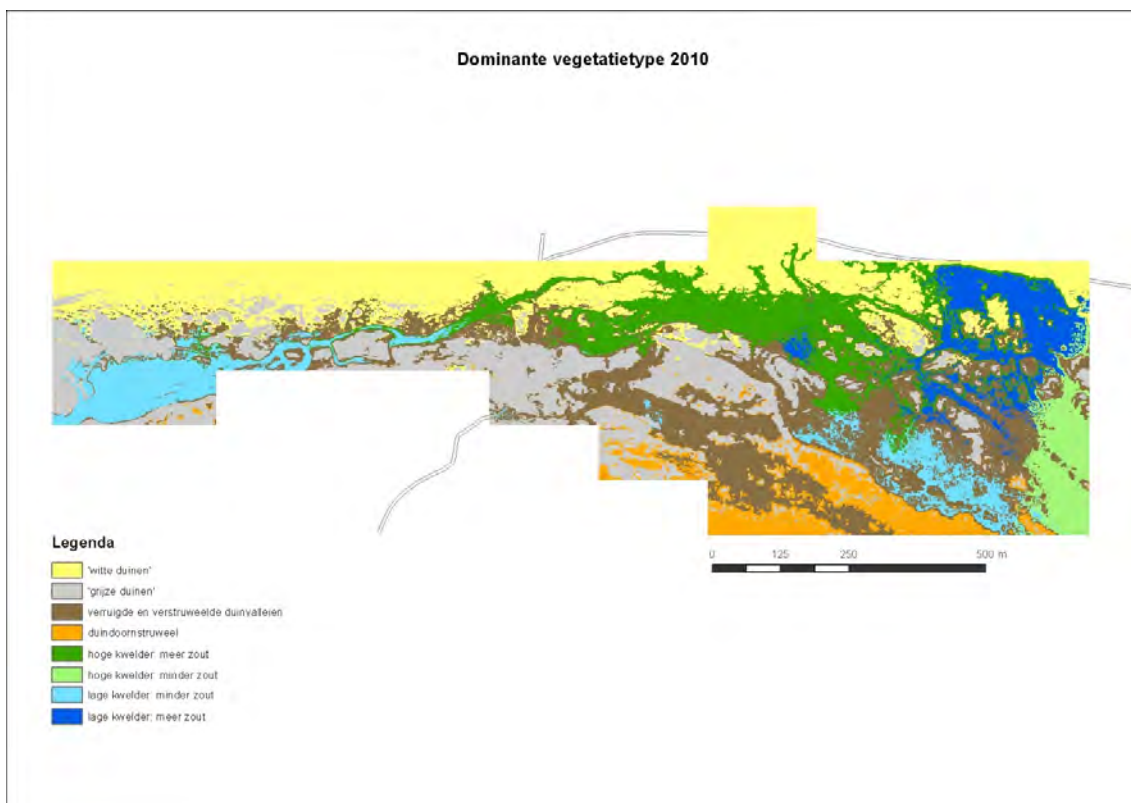 Dominante vegetatietype 2010
Legenda
'witte duinen'
'grijze duinen'
verruigde en verstruweelde duinvalleien
duindoornstruweel
hoge kwelder: meer zout
hoge kwelder: minder zout
lage kwelder: minder zout
lage kwelder: meer zout
0 125 250 500 m